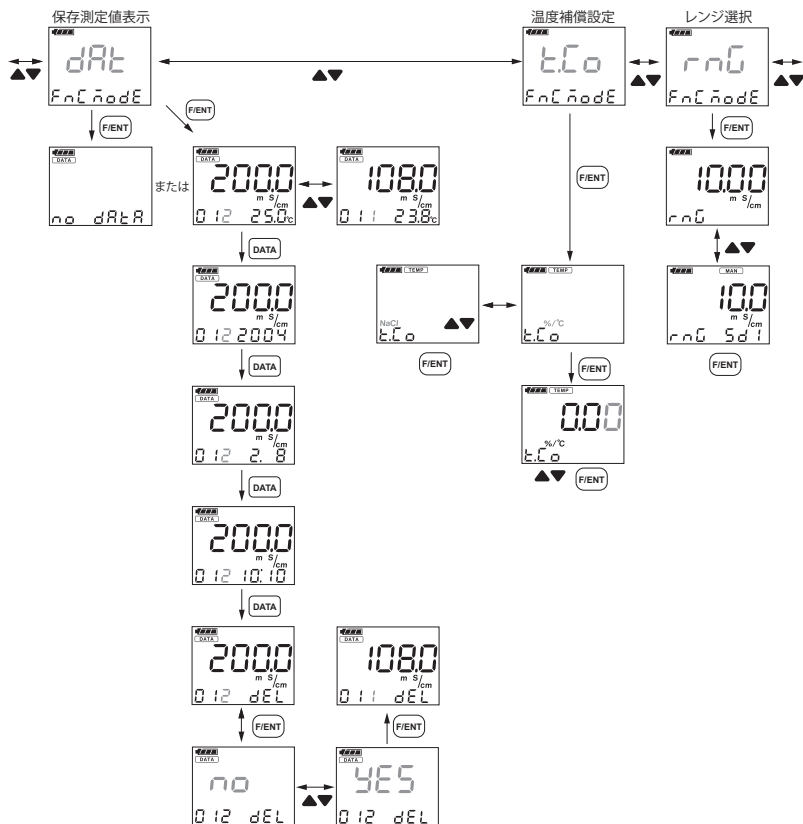 保存測定値表示
温度補償設定
レンジ選択
dAt
FnC modE
t.Co
FnC modE
rnG
FnC modE
F/ENT
F/ENT
F/ENT
F/ENT
DATA
no dAtA
または
DATA
200.0
m S/cm
012 25.0℃
DATA
108.0
m S/cm
011 23.8℃
10.00
m S/cm
rnG
DATA
DATA
200.0
m S/cm
012 2004
TEMP
NaCl
t.Co
F/ENT
TEMP
%/℃
t.Co
MAN
10.0
m S/cm
rnG Sd1
F/ENT
DATA
F/ENT
DATA
200.0
m S/cm
012 2. 8
TEMP
0.00
%/℃
t.Co
F/ENT
DATA
DATA
200.0
m S/cm
012 10:10
DATA
DATA
200.0
m S/cm
012 dEL
DATA
108.0
m S/cm
011 dEL
F/ENT
F/ENT
DATA
no
012 dEL
DATA
YES
012 dEL